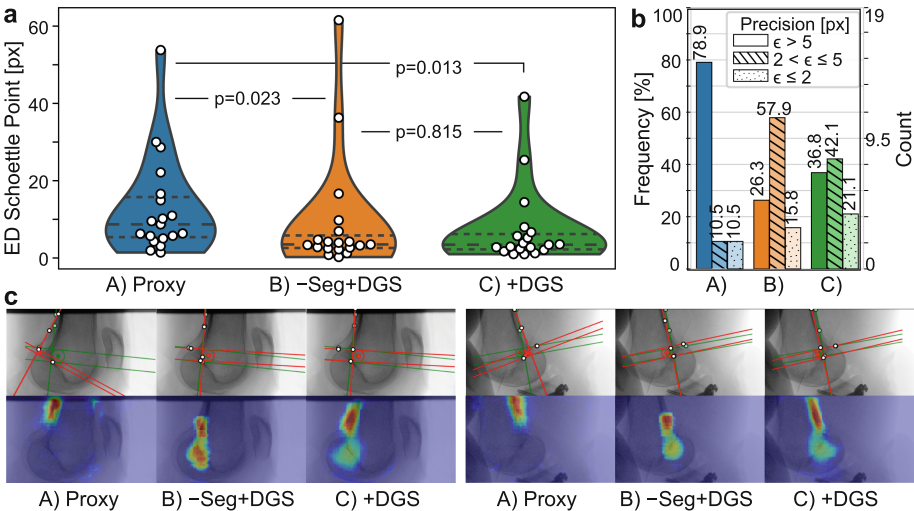 a
ED Schoettle Point [px]
60
40
20
0
p=0.013
p=0.023
p=0.815
A) Proxy
B) −Seg+DGS
C) +DGS
b
Frequency [%]
100
80
60
40
20
0
Precision [px]
ϵ > 5
2 < ϵ ≤ 5
ϵ ≤ 2
78.9
10.5
10.5
26.3
57.9
15.8
36.8
42.1
21.1
19
9.5
0
Count
A)
B)
C)
c
A) Proxy
B) −Seg+DGS
C) +DGS
A) Proxy
B) −Seg+DGS
C) +DGS